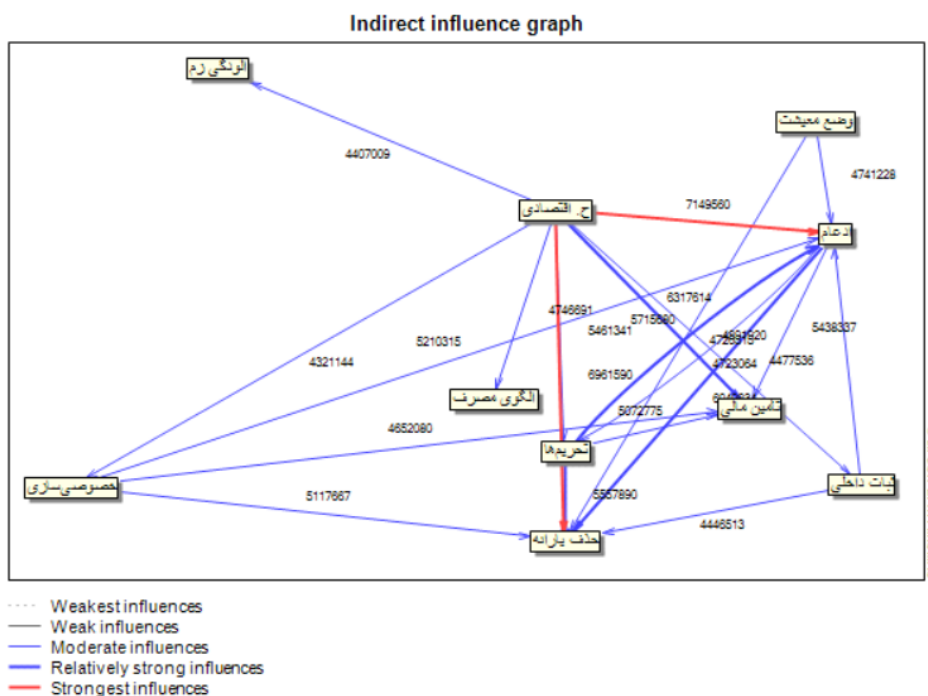 Indirect influence graph
آلودگی زم
4407009
وضع معیشت
4741228
ح. اقتصادی
7149560
ادغام
4746691
6317614
5715680
5461341
5438337
5210315
4723064
4477536
4321144
6961590
الگوی مصرف
تامین مالی
5072775
4652080
تحریم‌ها
خصوصی‌سازی
ثبات داخلی
5117667
5557890
4446513
حذف یارانه
Weakest influences
Weak influences
Moderate influences
Relatively strong influences
Strongest influences